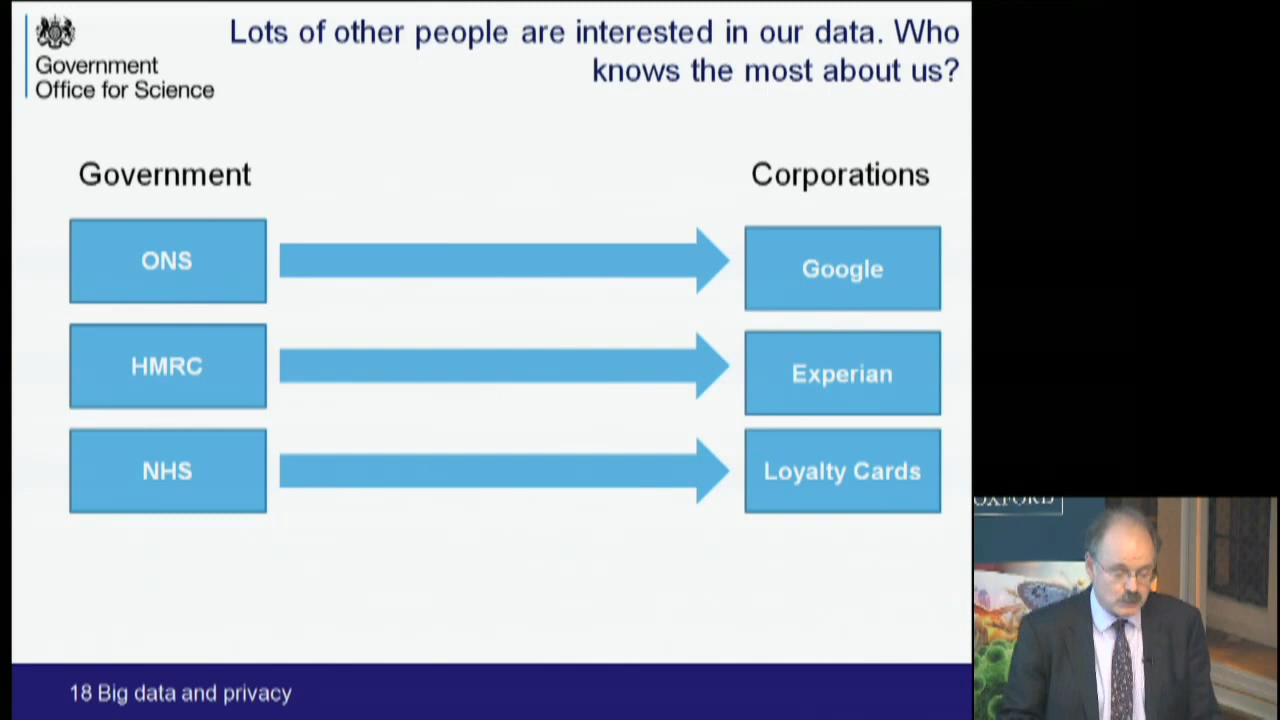 Government
Office for Science
Lots of other people are interested in our data. Who
knows the most about us?
Government
Corporations
ONS
Google
HMRC
Experian
NHS
Loyalty Cards
18 Big data and privacy
OXFORD